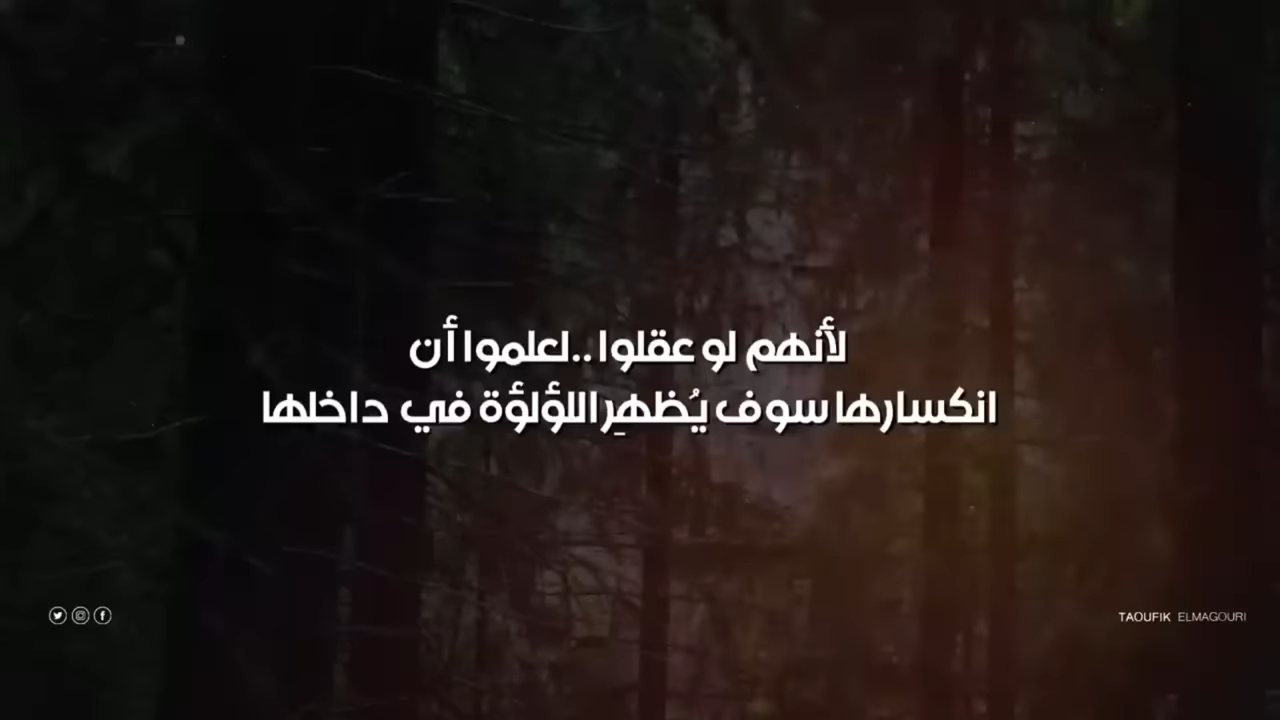 لأنهم لو عقلوا..لعلموا أن
انكسارها سوف يُظهِر اللؤلؤة في داخلها
TAOUFIK ELMAGOURI